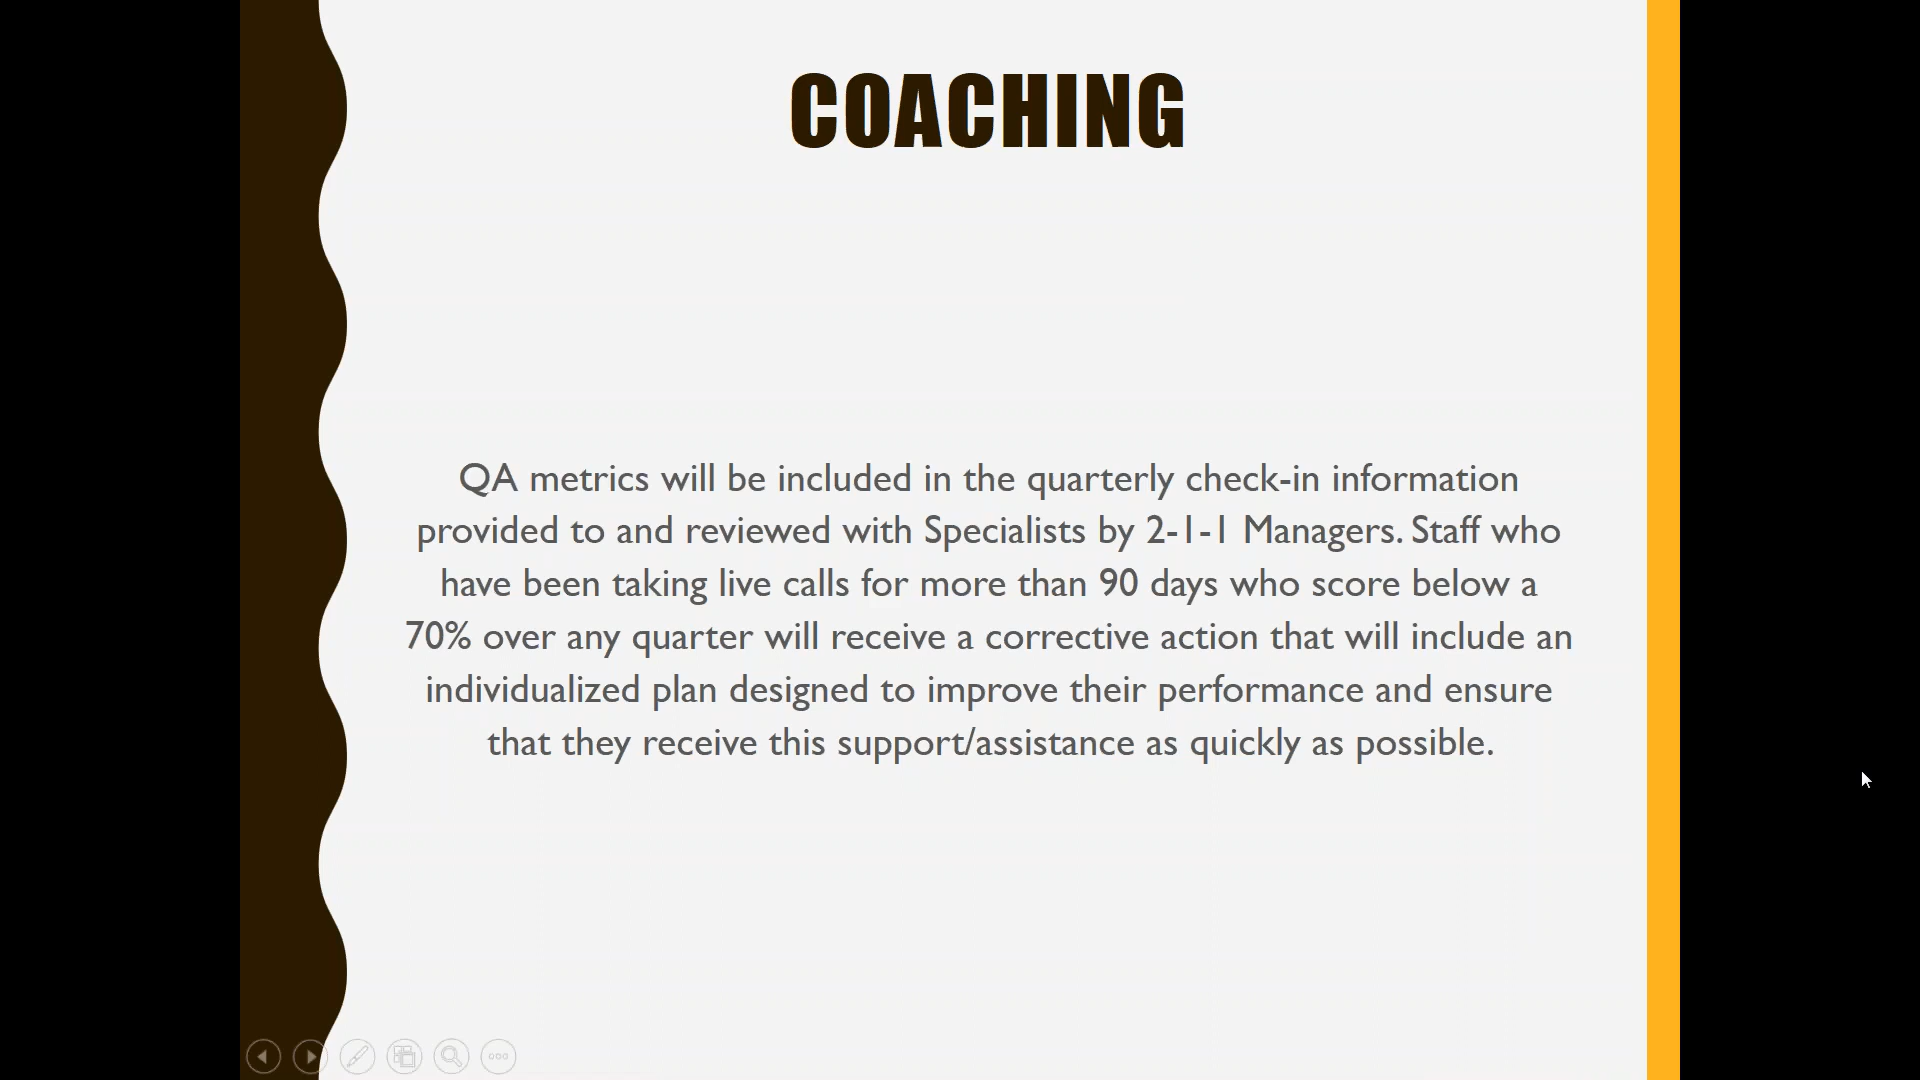 COACHING
QA metrics will be included in the quarterly check-in information
provided to and reviewed with Specialists by 2-1-1 Managers. Staff who
have been taking live calls for more than 90 days who score below a
70% over any quarter will receive a corrective action that will include an
individualized plan designed to improve their performance and ensure
that they receive this support/assistance as quickly as possible.